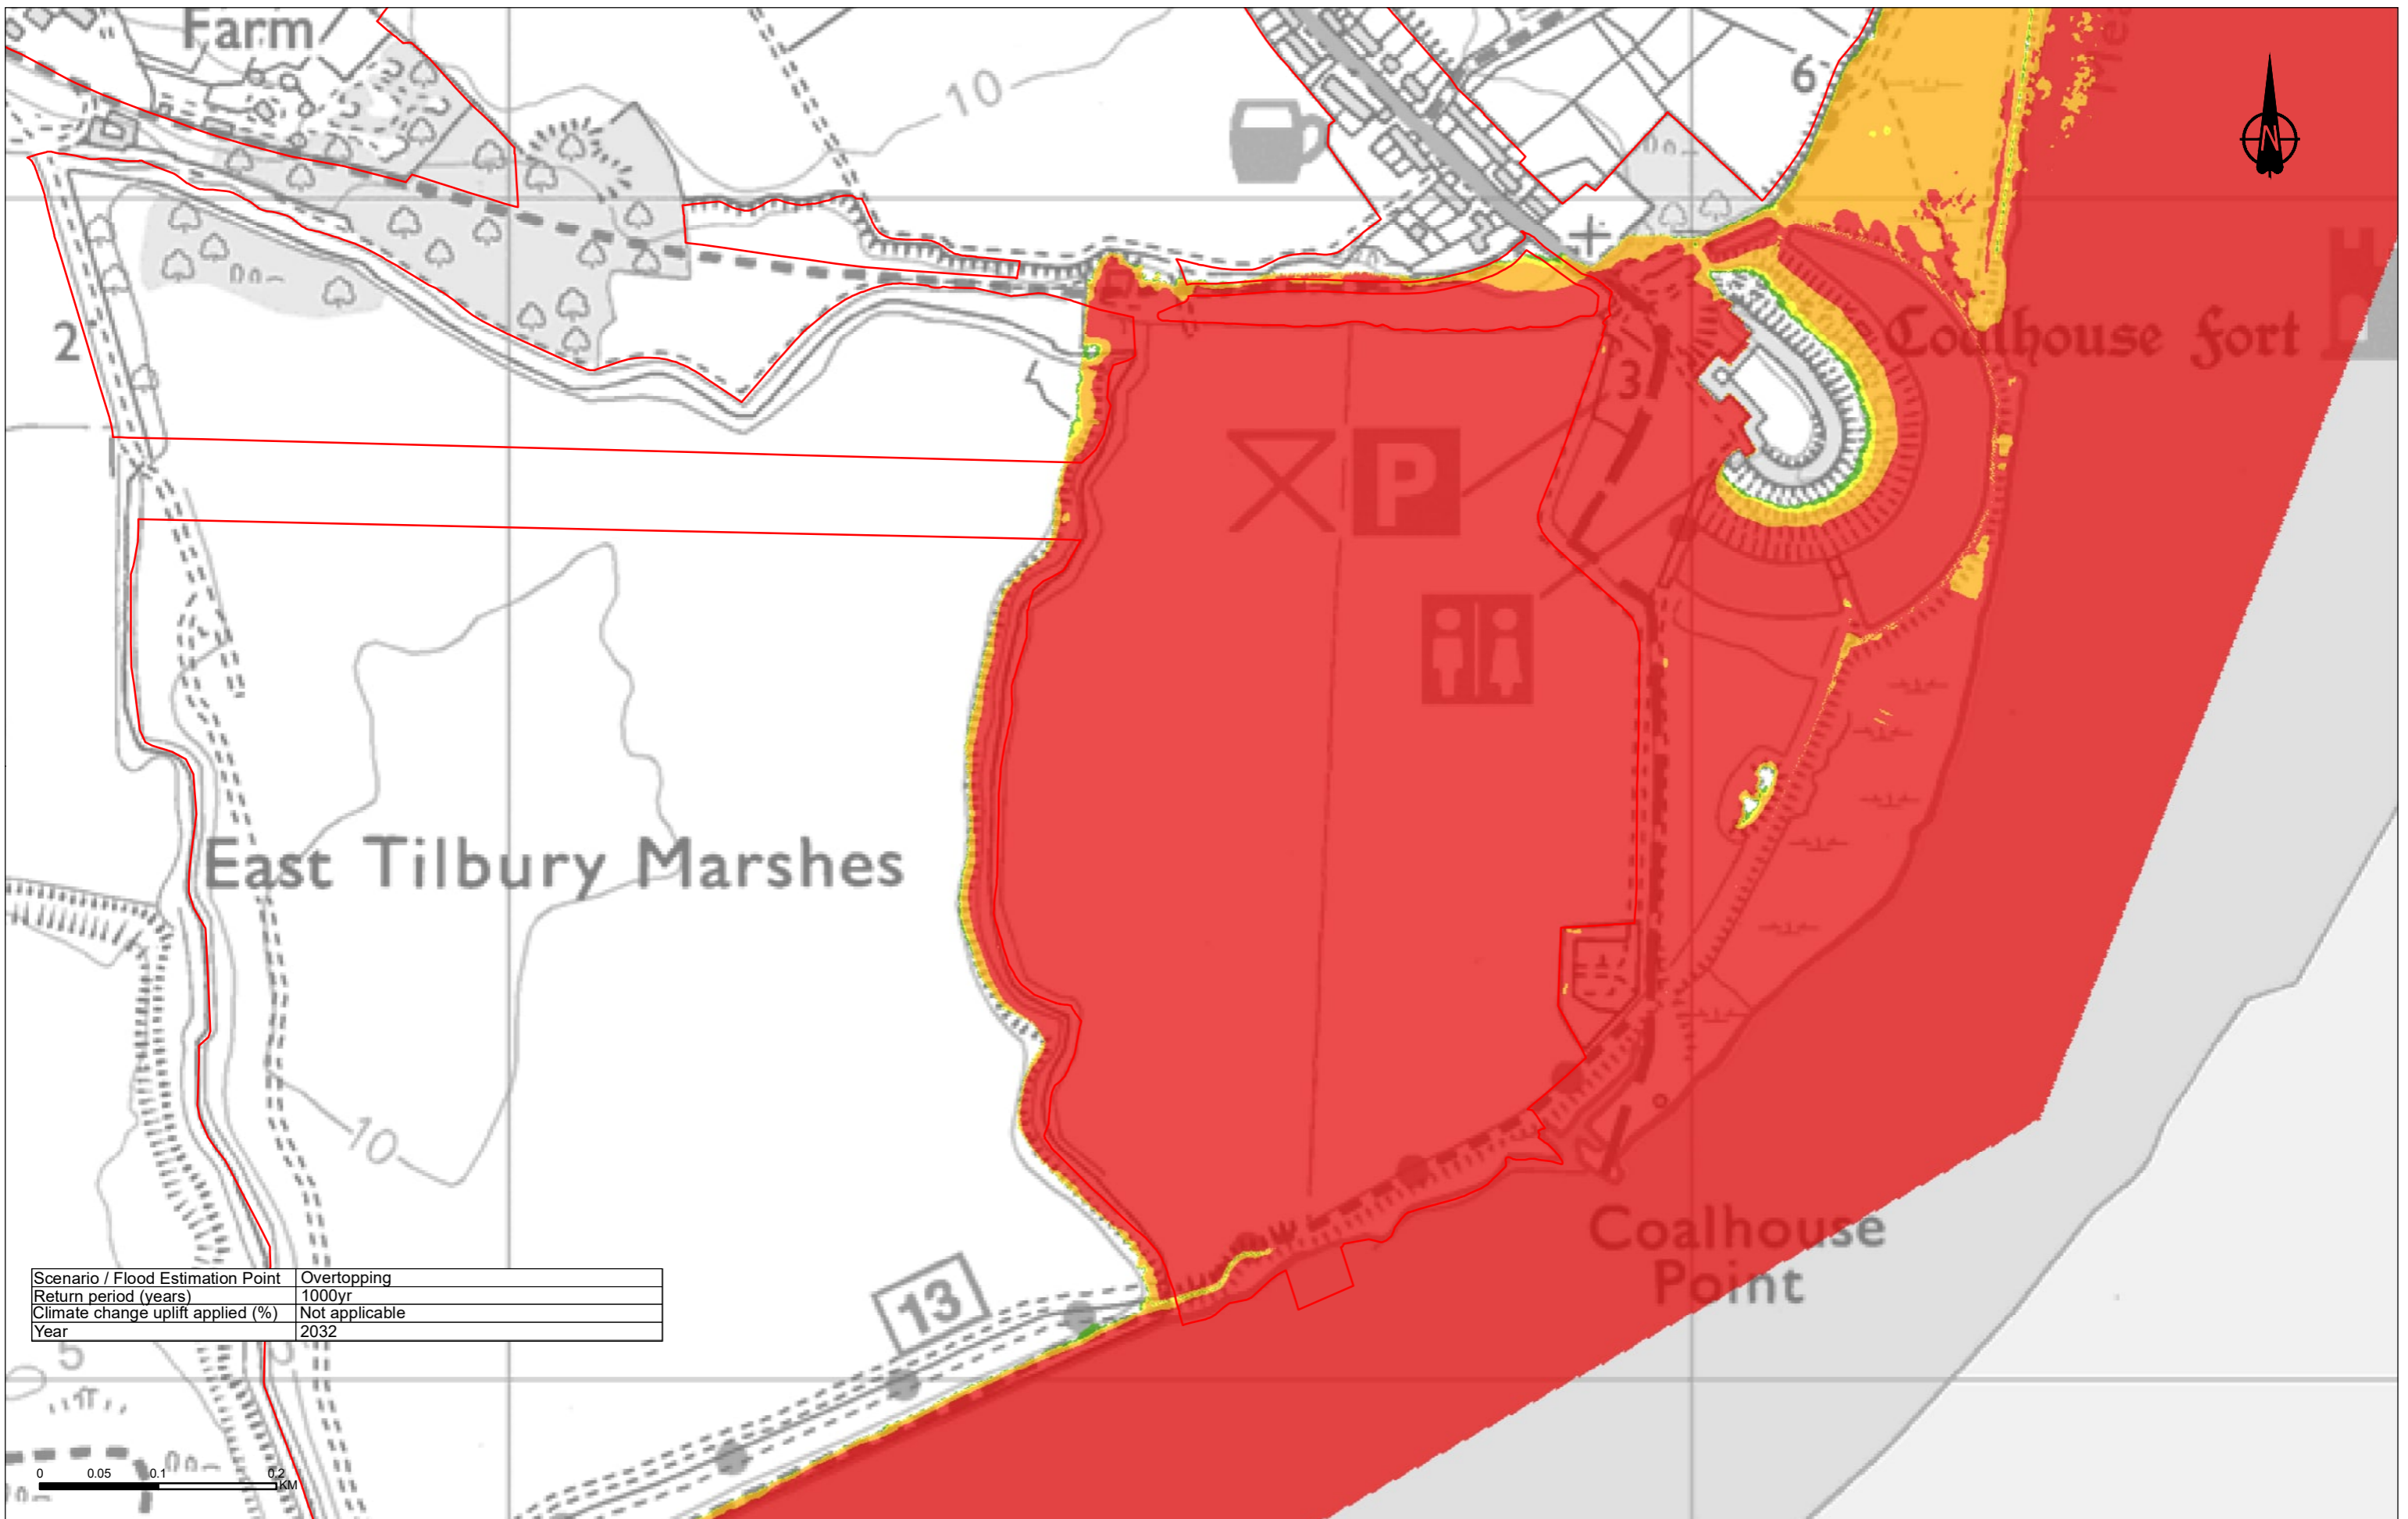 Farm
10
6
N
2
3
Coalhouse Fort
P
East Tilbury Marshes
10
Coalhouse
Point
13
Scenario / Flood Estimation Point Overtopping
Return period (years) 1000yr
Climate change uplift applied (%) Not applicable
Year 2032
5
0 0.05 0.1 0.2
KM